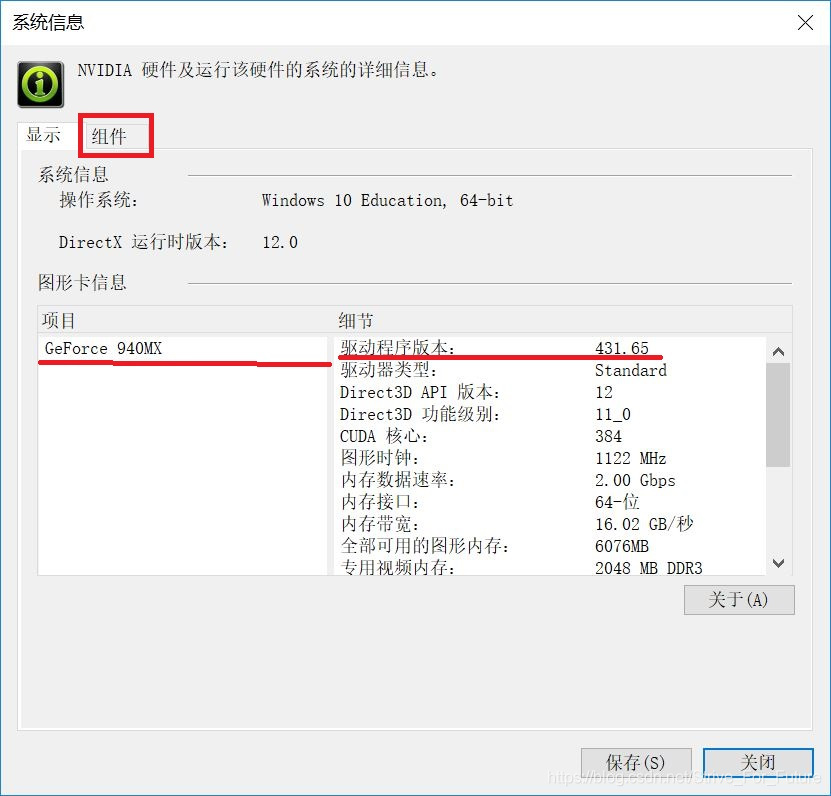 系统信息
NVIDIA 硬件及运行该硬件的系统的详细信息。
显示 组件
系统信息
操作系统: Windows 10 Education, 64-bit
DirectX 运行时版本: 12.0
图形卡信息
项目 细节
GeForce 940MX 驱动程序版本: 431.65
驱动器类型: Standard
Direct3D API 版本: 12
Direct3D 功能级别: 11_0
CUDA 核心: 384
图形时钟: 1122 MHz
内存数据速率: 2.00 Gbps
内存接口: 64-位
内存带宽: 16.02 GB/秒
全部可用的图形内存: 6076MB
专用视频内存: 2048 MB DDR3
关于(A)
保存(S) 关闭
https://blog.csdn.net/Strive_For_Future